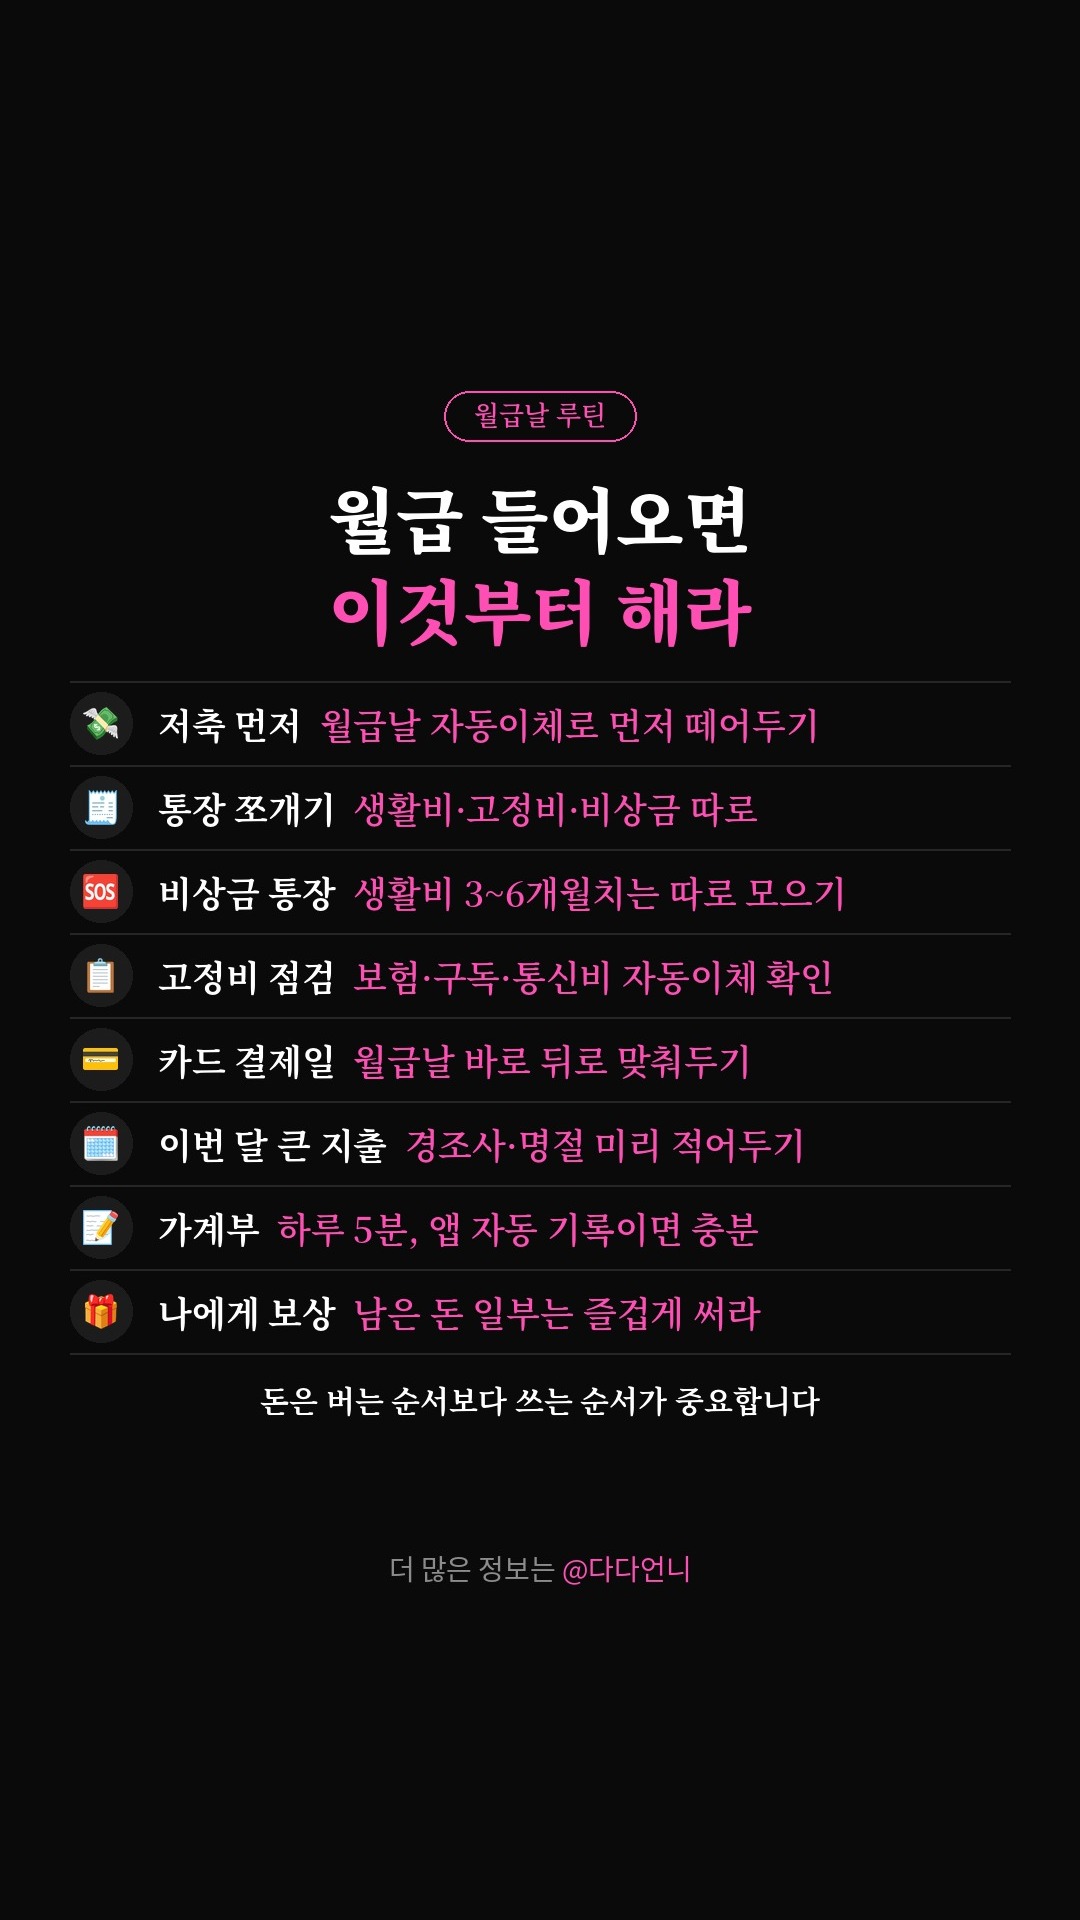 월급날 루틴
월급 들어오면
이것부터 해라
저축 먼저 월급날 자동이체로 먼저 떼어두기
통장 쪼개기 생활비·고정비·비상금 따로
SOS 비상금 통장 생활비 3~6개월치는 따로 모으기
고정비 점검 보험·구독·통신비 자동이체 확인
카드 결제일 월급날 바로 뒤로 맞춰두기
이번 달 큰 지출 경조사·명절 미리 적어두기
가계부 하루 5분, 앱 자동 기록이면 충분
나에게 보상 남은 돈 일부는 즐겁게 써라
돈은 버는 순서보다 쓰는 순서가 중요합니다
더 많은 정보는 @다다언니